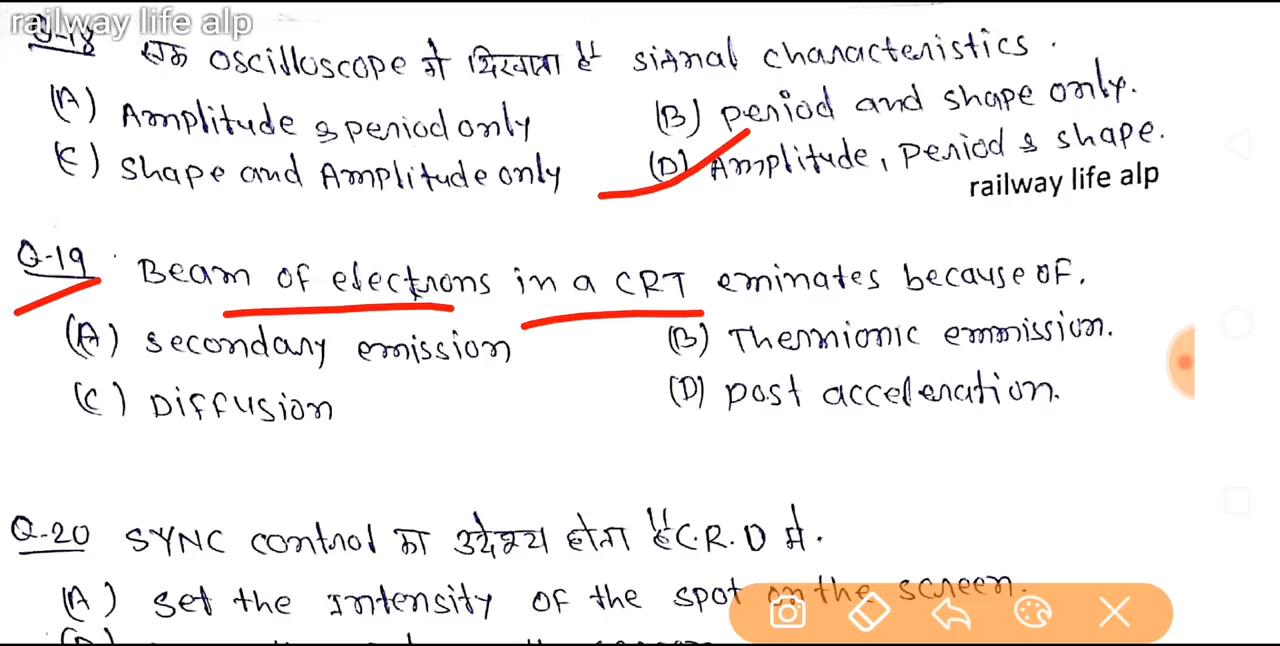 railway life alp
Q-18 एक oscilloscope मे दिखाता है signal characteristics.
(A) Amplitude & period only
(B) period and shape only.
(C) shape and Amplitude only
(D) Amplitude, period & shape.
railway life alp
Q-19 Beam of electrons in a CRT eminates because of.
(A) secondary emission
(B) Thermionic emmission.
(C) Diffusion
(D) post acceleration.
Q-20 SYNC control का उदेश्य होता है C.R.O मे.
(A) set the Intensity of the spot on the screen.